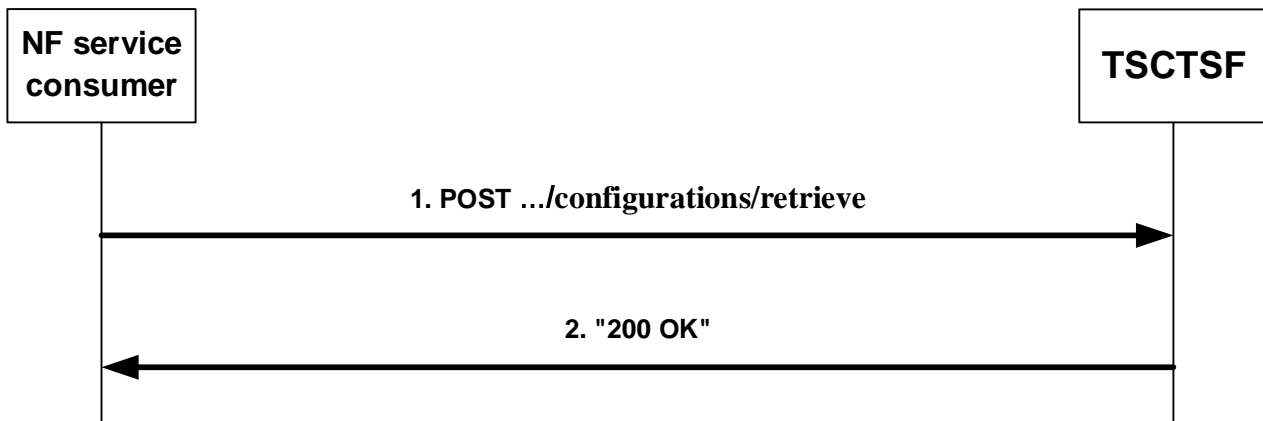 NF service
consumer
TSCTSF
1. POST …/configurations/retrieve
2. "200 OK"